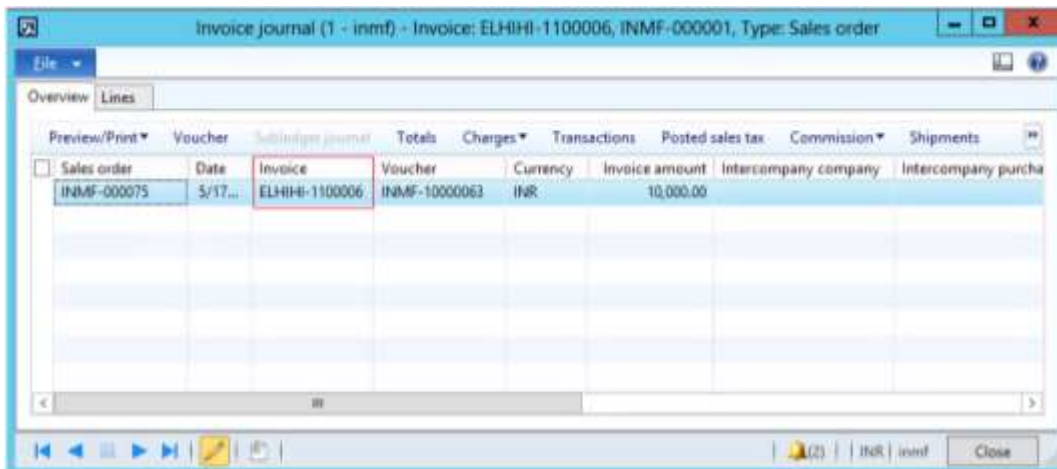 Invoice journal (1 - inmf) - Invoice: ELHIHI-1100006, INMF-000001, Type: Sales order
File
Overview Lines
Preview/Print Voucher Subledger journal Totals Charges Transactions Posted sales tax Commission Shipments
Sales order Date Invoice Voucher Currency Invoice amount Intercompany company Intercompany purcha
INMF-000075 5/17... ELHIHI-1100006 INMF-10000063 INR 10,000.00
(2) INR inmf Close